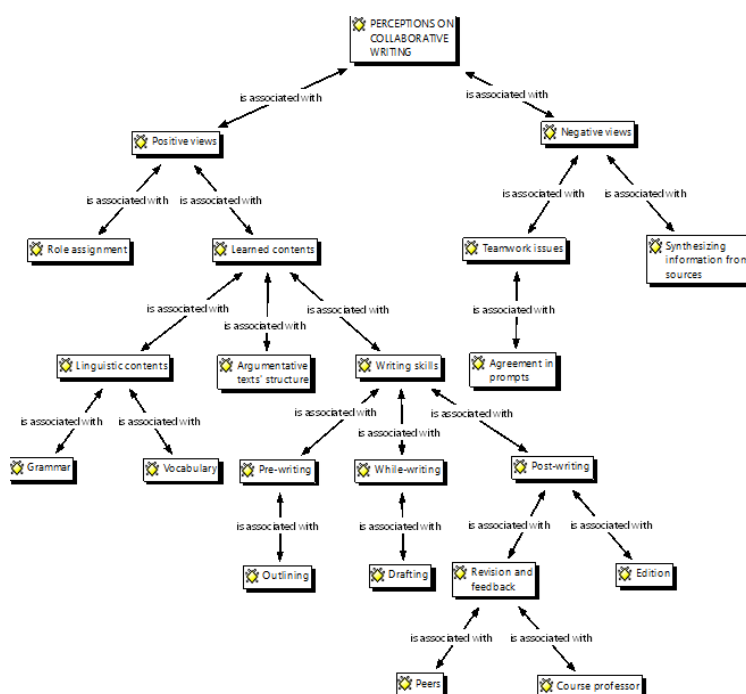 PERCEPTIONS ON
COLLABORATIVE
WRITING
is associated with
is associated with
Positive views
Negative views
is associated with
is associated with
is associated with
is associated with
Role assignment
Learned contents
Teamwork issues
Synthesizing
information from
sources
is associated with
is associated with
is associated with
is associated with
Linguistic contents
Argumentative
texts' structure
Writing skills
Agreement in
prompts
is associated with
is associated with
is associated with
is associated with
is associated with
Grammar
Vocabulary
Pre-writing
While-writing
Post-writing
is associated with
is associated with
is associated with
is associated with
Outlining
Drafting
Revision and
feedback
Edition
is associated with
is associated with
Peers
Course professor